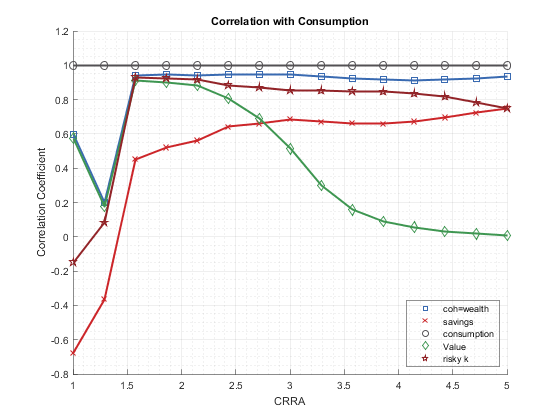 Correlation with Consumption
1.2
1
0.8
0.6
0.4
0.2
0
-0.2
-0.4
-0.6
-0.8
Correlation Coefficient
1
1.5
2
2.5
3
3.5
4
4.5
5
CRRA
coh=wealth
savings
consumption
Value
risky k